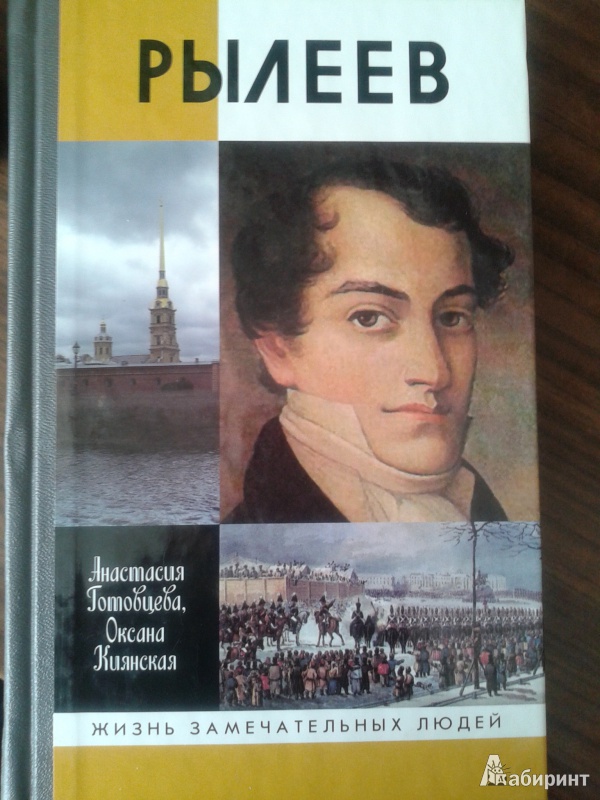 РЫЛЕЕВ
Анастасия
Готовцева,
Оксана
Киянская
ЖИЗНЬ ЗАМЕЧАТЕЛЬНЫХ ЛЮДЕЙ
Лабиринт